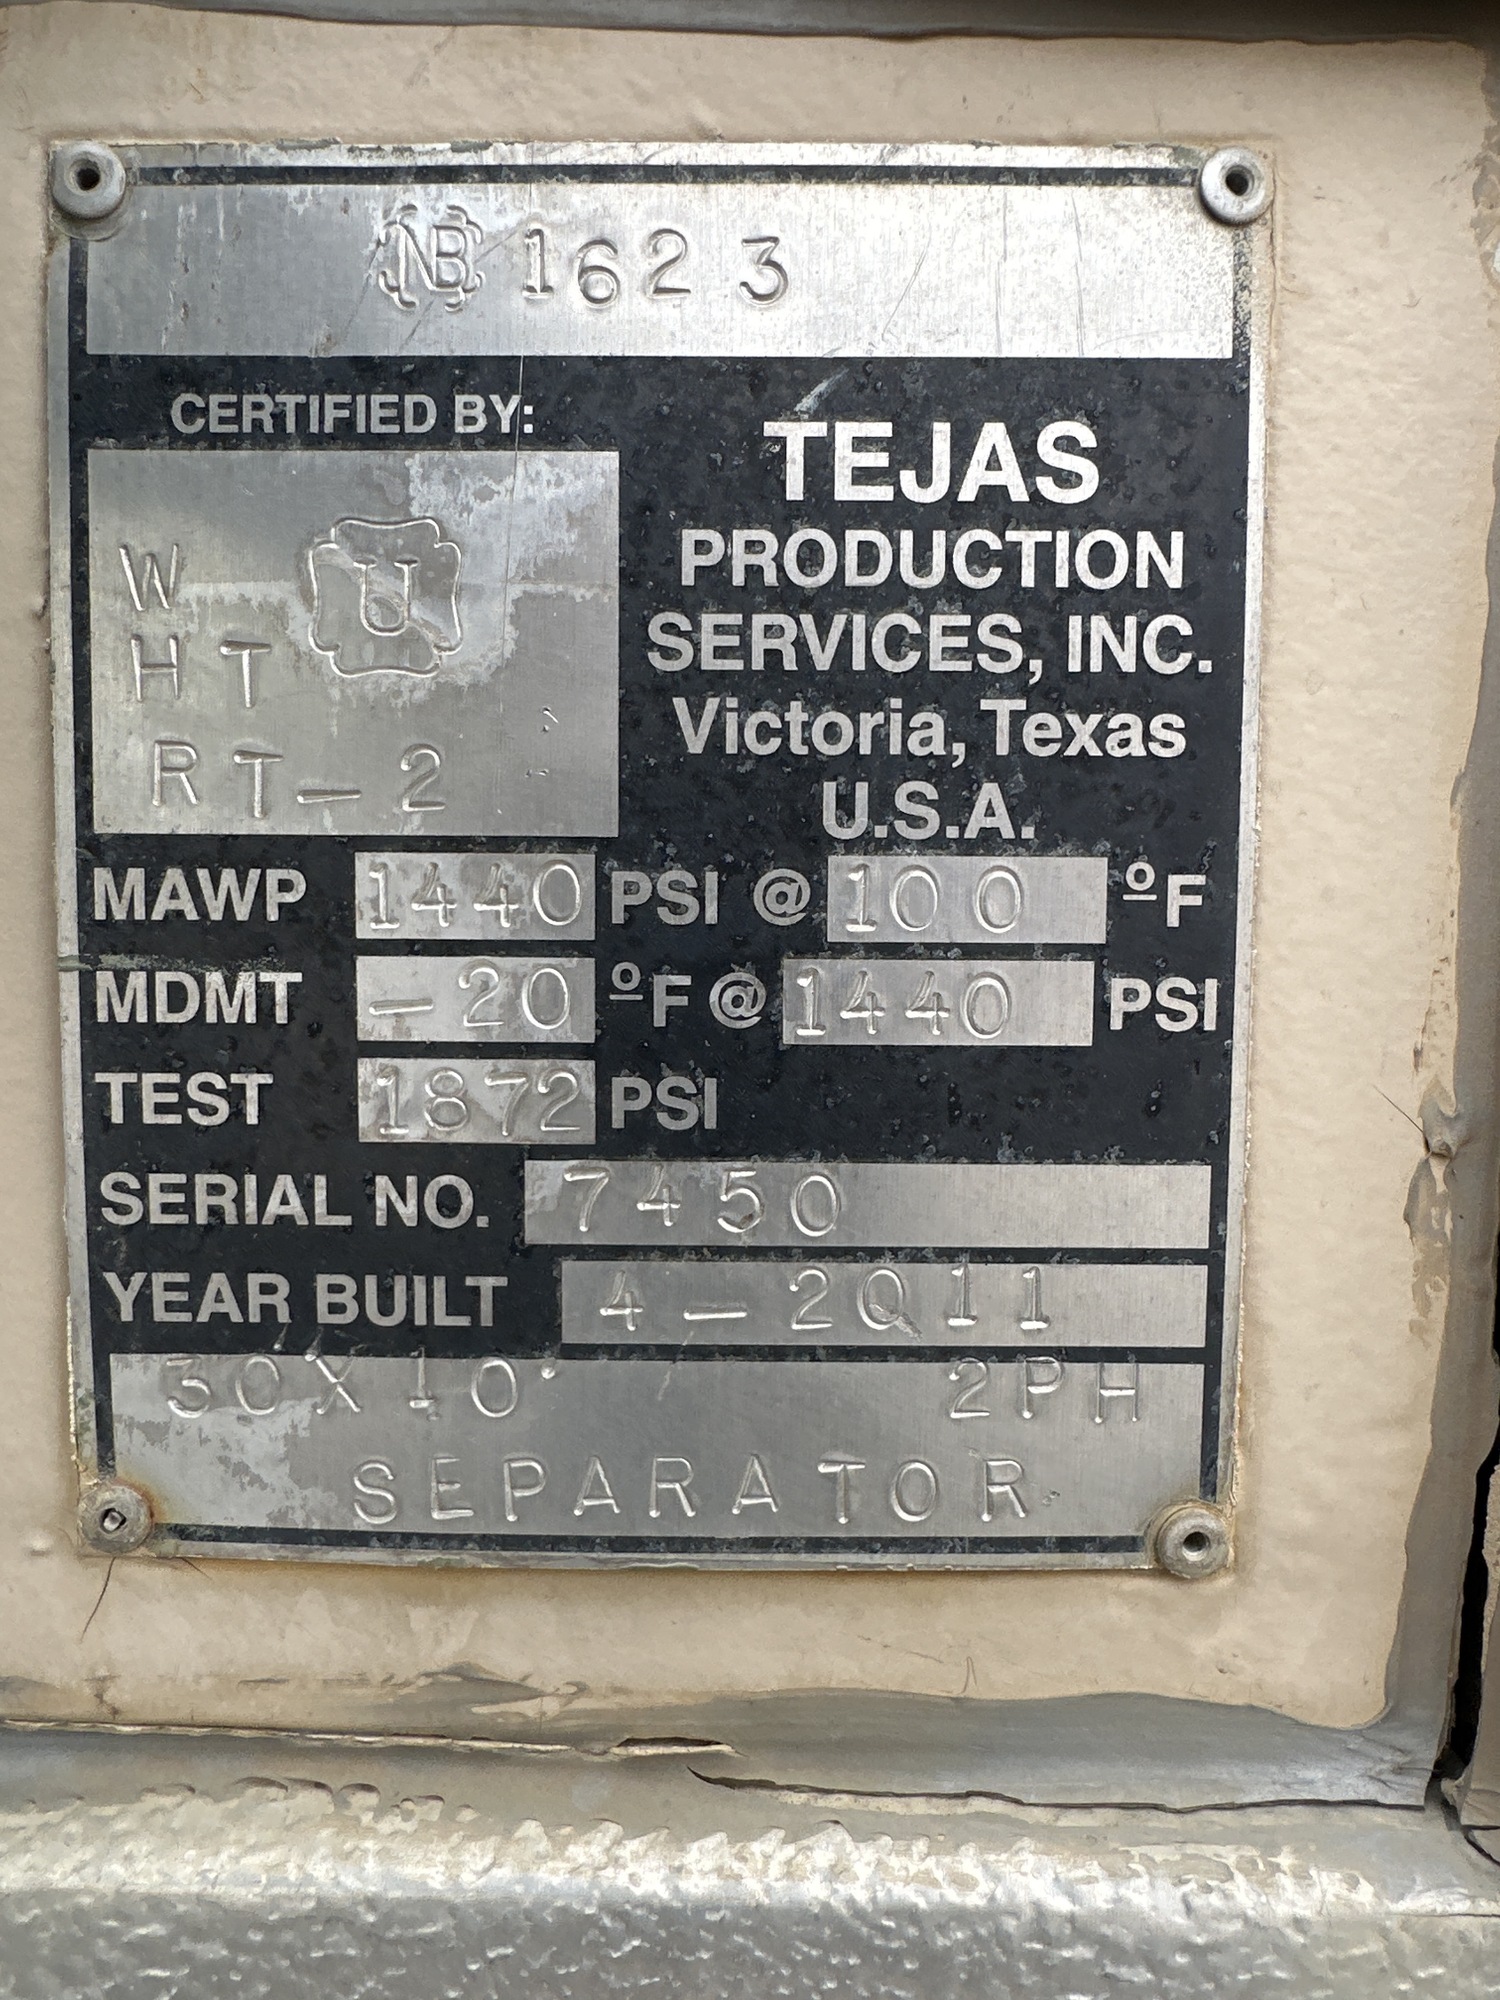 NB 1623
CERTIFIED BY:
U
W
HT
RT-2
TEJAS
PRODUCTION
SERVICES, INC.
Victoria, Texas
U.S.A.
MAWP 1440 PSI @ 100 ºF
MDMT -20 ºF @ 1440 PSI
TEST 1872 PSI
SERIAL NO. 7450
YEAR BUILT 4-2011
30X10' 2PH
SEPARATOR